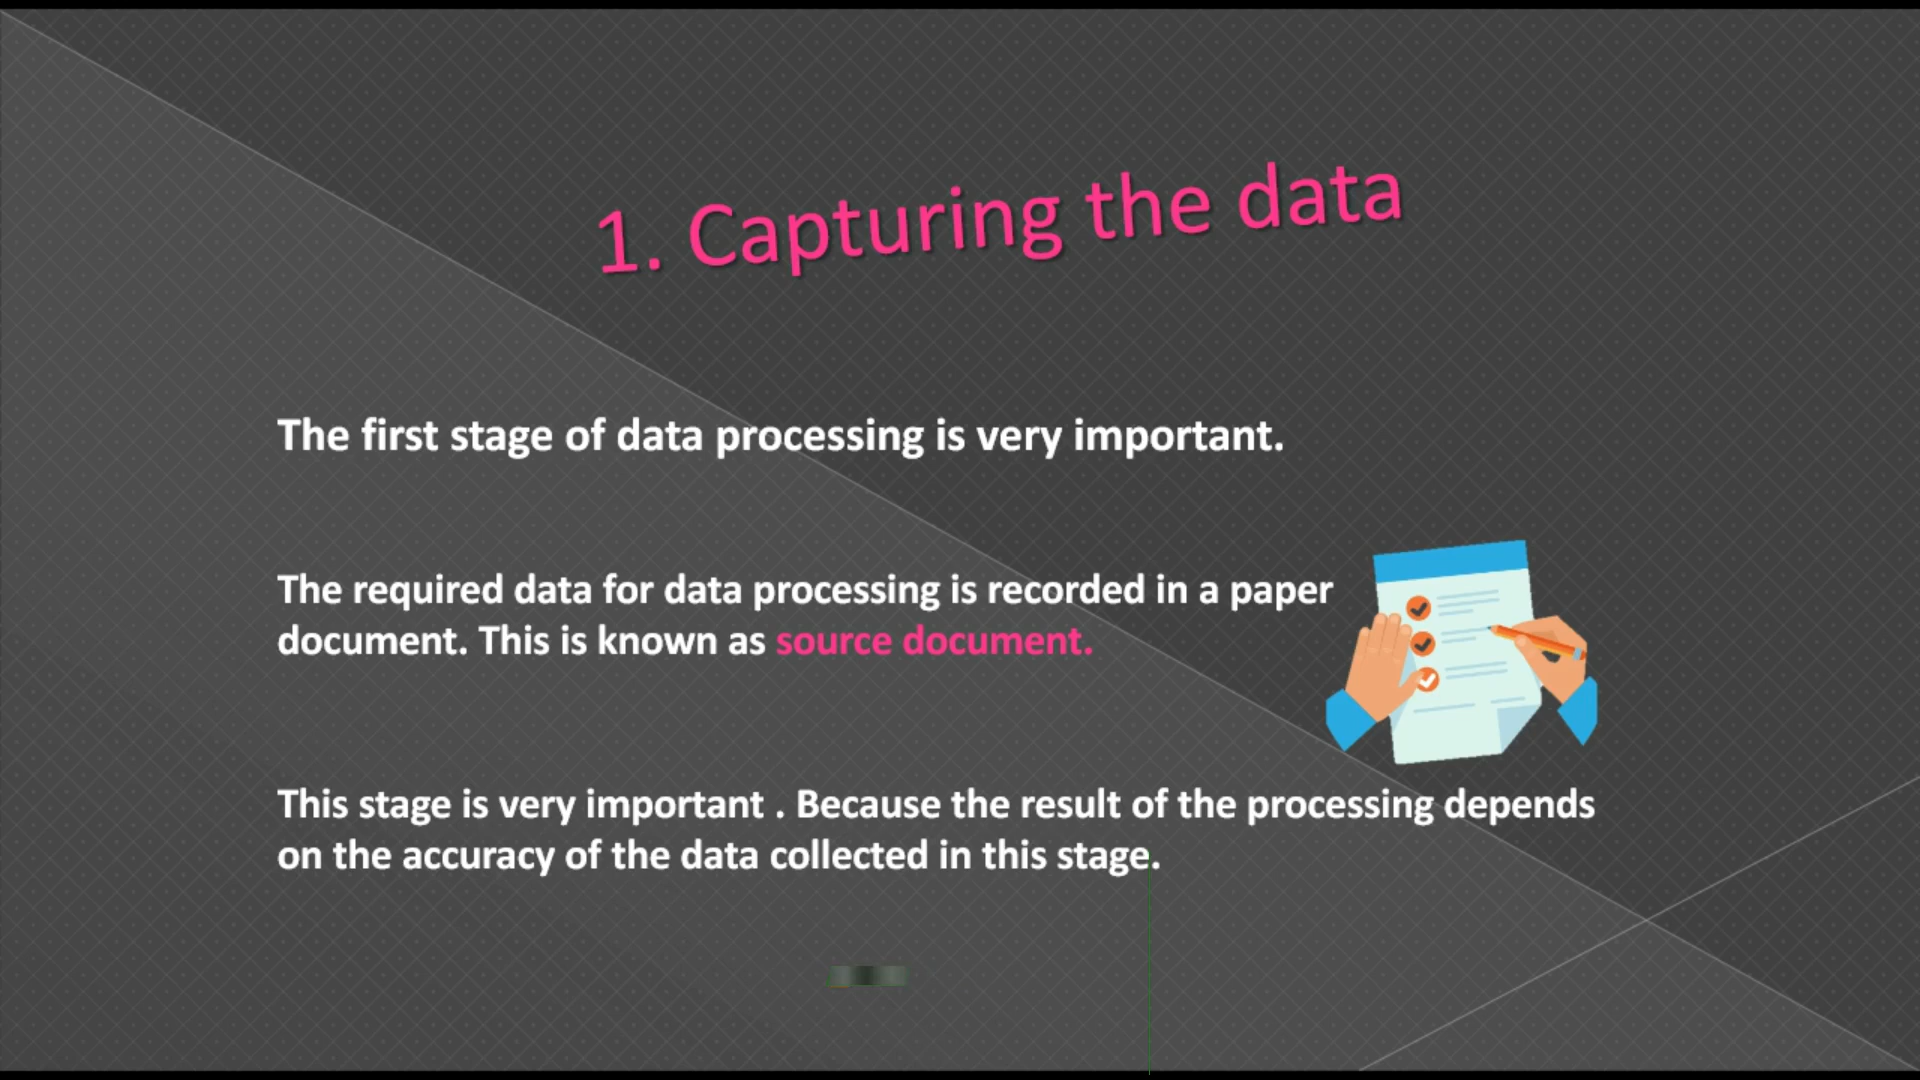 1. Capturing the data
The first stage of data processing is very important.
The required data for data processing is recorded in a paper
document. This is known as source document.
This stage is very important . Because the result of the processing depends
on the accuracy of the data collected in this stage.